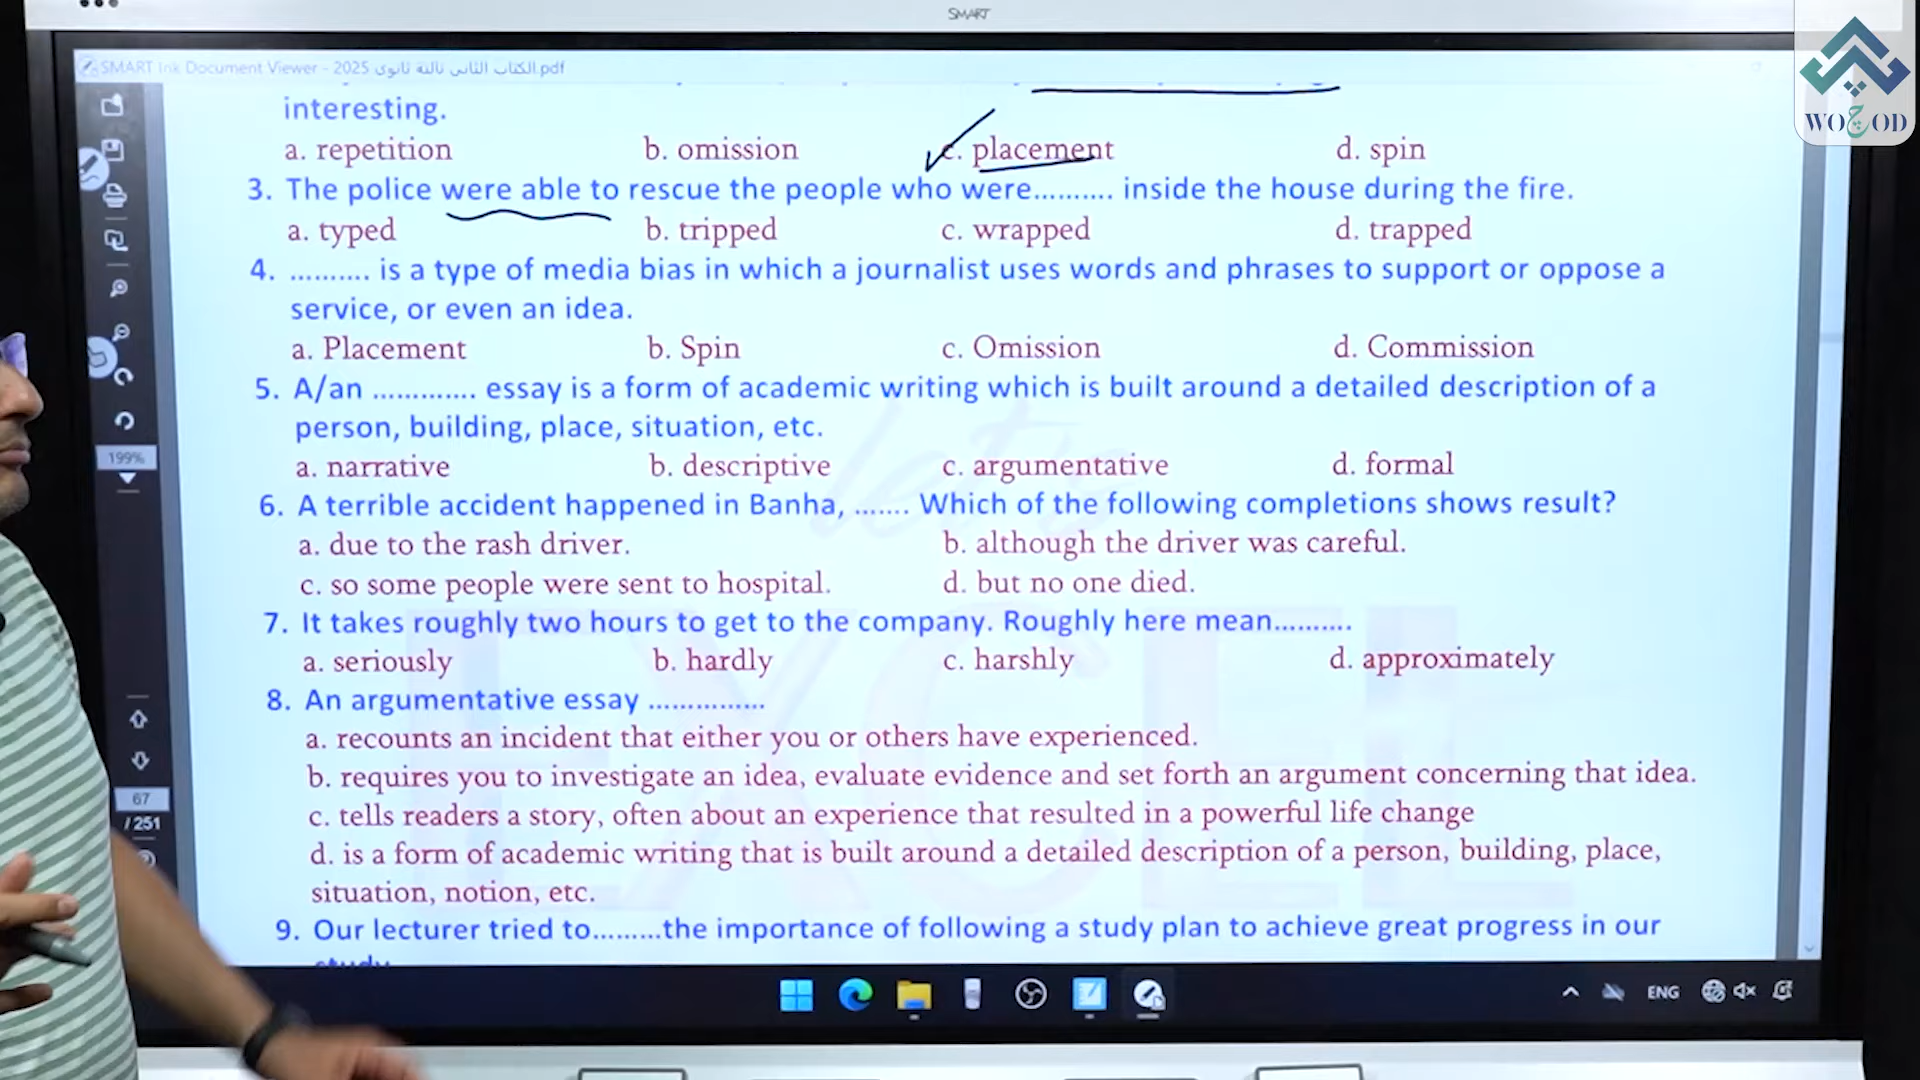 SMART
SMART Ink Document Viewer - الكتاب الثاني ثالثة ثانوي 2025.pdf
WOجOD
interesting.
a. repetition b. omission c. placement d. spin
3. The police were able to rescue the people who were.......... inside the house during the fire.
a. typed b. tripped c. wrapped d. trapped
4. .......... is a type of media bias in which a journalist uses words and phrases to support or oppose a
service, or even an idea.
a. Placement b. Spin c. Omission d. Commission
5. A/an ............. essay is a form of academic writing which is built around a detailed description of a
person, building, place, situation, etc.
a. narrative b. descriptive c. argumentative d. formal
6. A terrible accident happened in Banha, ....... Which of the following completions shows result?
a. due to the rash driver. b. although the driver was careful.
c. so some people were sent to hospital. d. but no one died.
7. It takes roughly two hours to get to the company. Roughly here mean..........
a. seriously b. hardly c. harshly d. approximately
8. An argumentative essay ...............
a. recounts an incident that either you or others have experienced.
b. requires you to investigate an idea, evaluate evidence and set forth an argument concerning that idea.
c. tells readers a story, often about an experience that resulted in a powerful life change
d. is a form of academic writing that is built around a detailed description of a person, building, place,
situation, notion, etc.
9. Our lecturer tried to.........the importance of following a study plan to achieve great progress in our
study
199%
67
/ 251
let's
EXCEL
ENG